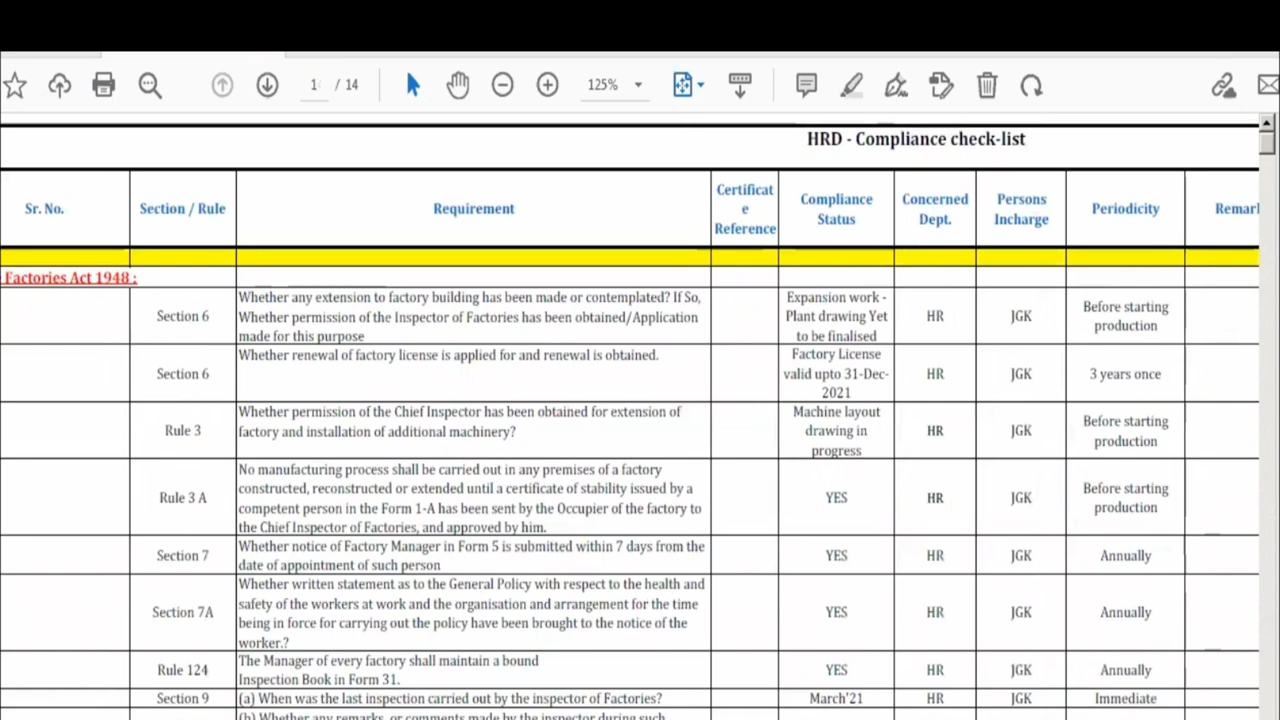 1 / 14
125%
HRD - Compliance check-list
Sr. No.
Section / Rule
Requirement
Certificat
e
Reference
Compliance
Status
Concerned
Dept.
Persons
Incharge
Periodicity
Remar
Factories Act 1948 :
Section 6
Whether any extension to factory building has been made or contemplated? If So,
Whether permission of the Inspector of Factories has been obtained/Application
made for this purpose
Expansion work -
Plant drawing Yet
to be finalised
HR
JGK
Before starting
production
Section 6
Whether renewal of factory license is applied for and renewal is obtained.
Factory License
valid upto 31-Dec-
2021
HR
JGK
3 years once
Rule 3
Whether permission of the Chief Inspector has been obtained for extension of
factory and installation of additional machinery?
Machine layout
drawing in
progress
HR
JGK
Before starting
production
Rule 3 A
No manufacturing process shall be carried out in any premises of a factory
constructed, reconstructed or extended until a certificate of stability issued by a
competent person in the Form 1-A has been sent by the Occupier of the factory to
the Chief Inspector of Factories, and approved by him.
YES
HR
JGK
Before starting
production
Section 7
Whether notice of Factory Manager in Form 5 is submitted within 7 days from the
date of appointment of such person
YES
HR
JGK
Annually
Section 7A
Whether written statement as to the General Policy with respect to the health and
safety of the workers at work and the organisation and arrangement for the time
being in force for carrying out the policy have been brought to the notice of the
worker.?
YES
HR
JGK
Annually
Rule 124
The Manager of every factory shall maintain a bound
Inspection Book in Form 31.
YES
HR
JGK
Annually
Section 9
(a) When was the last inspection carried out by the inspector of Factories?
March'21
HR
JGK
Immediate
(b) Whether any remarks, or comments made by the inspector during such